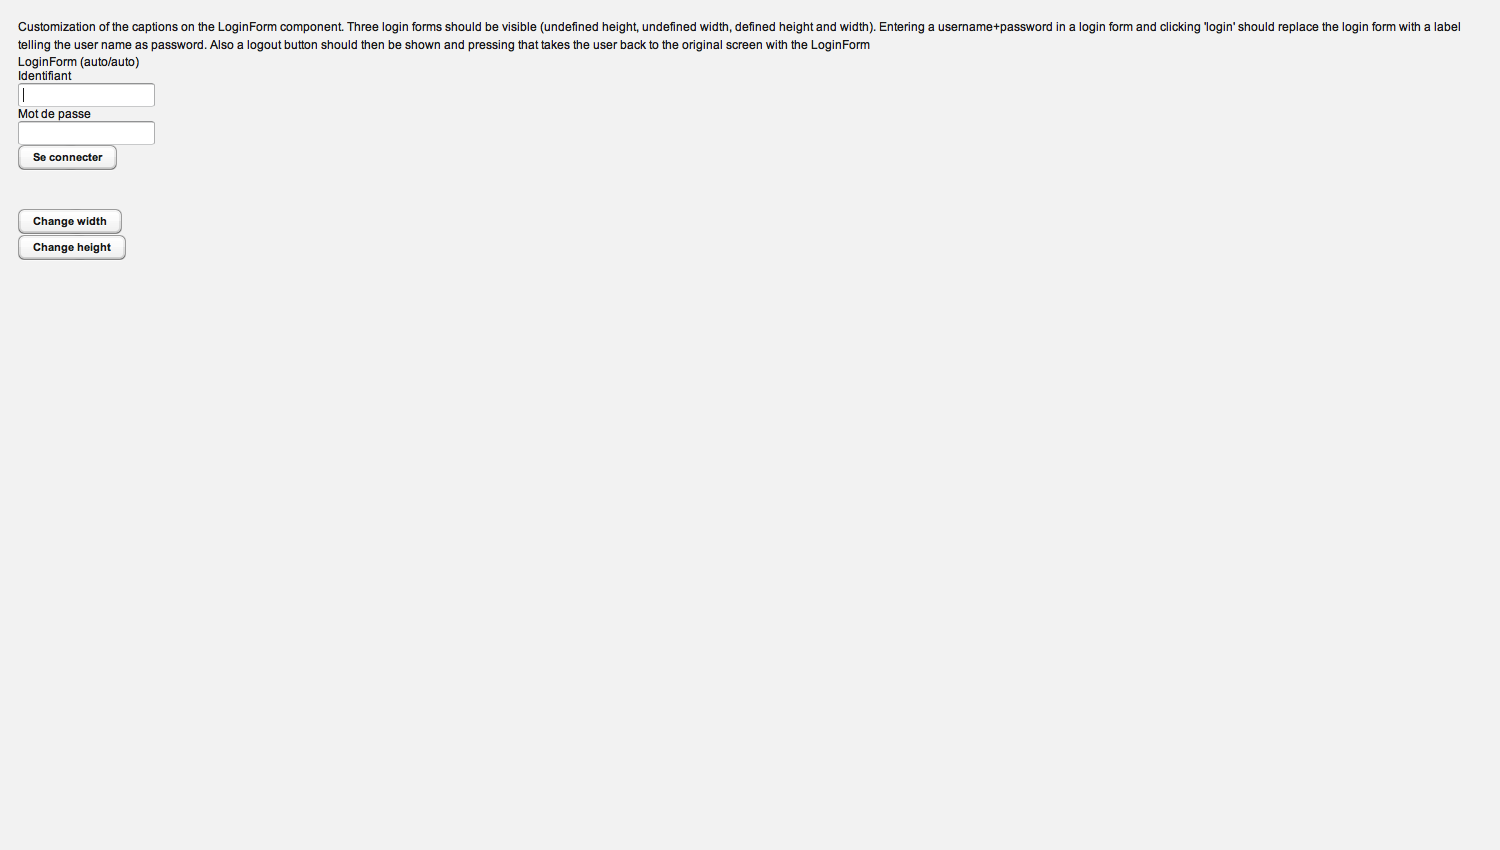 Customization of the captions on the LoginForm component. Three login forms should be visible (undefined height, undefined width, defined height and width). Entering a username+password in a login form and clicking 'login' should replace the login form with a label
telling the user name as password. Also a logout button should then be shown and pressing that takes the user back to the original screen with the LoginForm
LoginForm (auto/auto)
Identifiant
Mot de passe
Se connecter
Change width
Change height